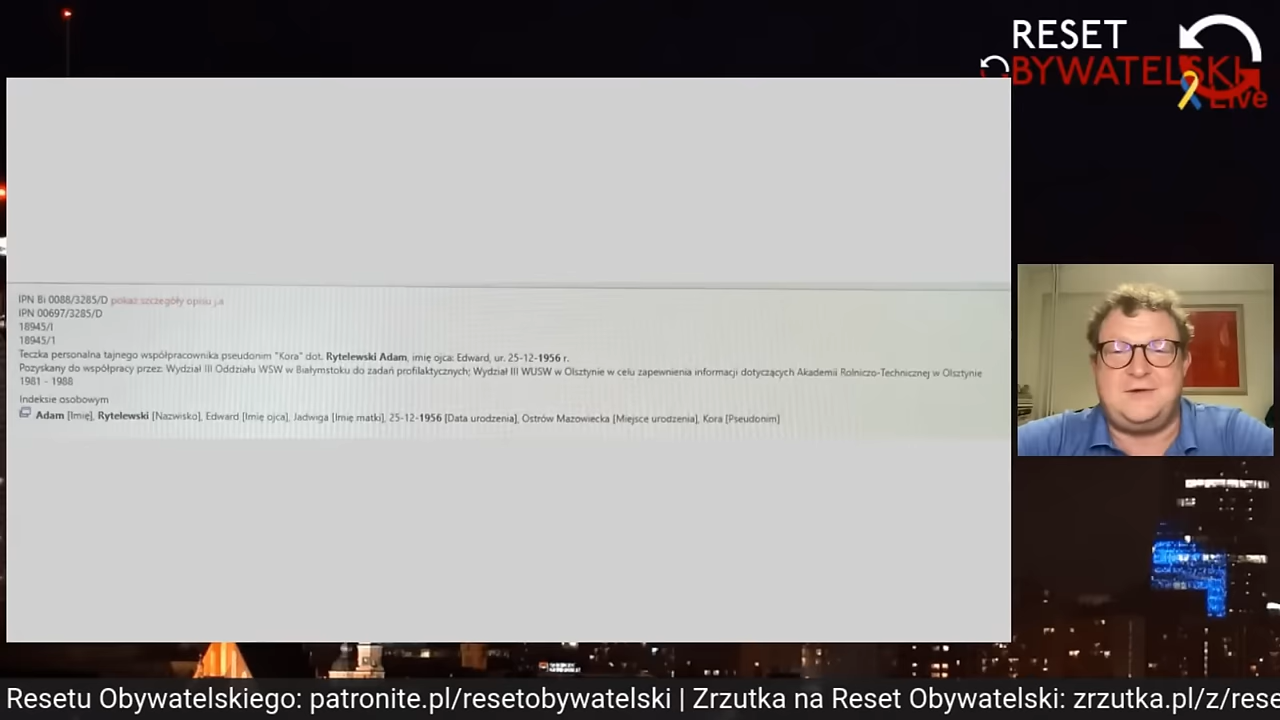 RESET
OBYWATELSKI
Live
IPN Bi 0088/3285/D pokaż szczegóły opisu j.a
IPN 00697/3285/D
18945/I
18945/1
Teczka personalna tajnego współpracownika pseudonim "Kora" dot. Rytelewski Adam, imię ojca: Edward, ur. 25-12-1956 r.
Pozyskany do współpracy przez: Wydział III Oddziału WSW w Białymstoku do zadań profilaktycznych; Wydział III WUSW w Olsztynie w celu zapewnienia informacji dotyczących Akademii Rolniczo-Technicznej w Olsztynie
1981 - 1988
Indeksie osobowym
Adam [Imię], Rytelewski [Nazwisko], Edward [Imię ojca], Jadwiga [Imię matki], 25-12-1956 [Data urodzenia], Ostrów Mazowiecka [Miejsce urodzenia], Kora [Pseudonim]
Resetu Obywatelskiego: patronite.pl/resetobywatelski | Zrzutka na Reset Obywatelski: zrzutka.pl/z/rese